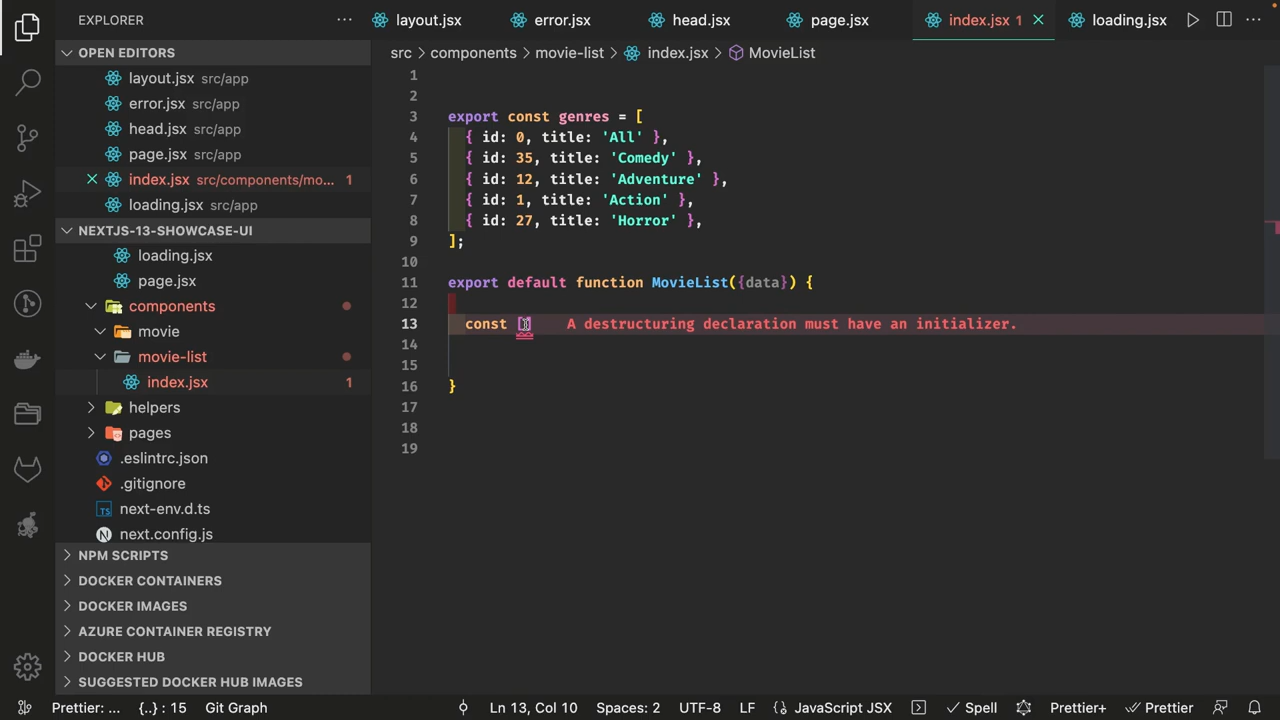 EXPLORER
OPEN EDITORS
layout.jsx src/app
error.jsx src/app
head.jsx src/app
page.jsx src/app
index.jsx src/components/mo... 1
loading.jsx src/app
NEXTJS-13-SHOWCASE-UI
loading.jsx
page.jsx
components
movie
movie-list
index.jsx 1
helpers
pages
.eslintrc.json
.gitignore
next-env.d.ts
next.config.js
NPM SCRIPTS
DOCKER CONTAINERS
DOCKER IMAGES
AZURE CONTAINER REGISTRY
DOCKER HUB
SUGGESTED DOCKER HUB IMAGES
layout.jsx error.jsx head.jsx page.jsx index.jsx 1 loading.jsx
src > components > movie-list > index.jsx > MovieList
1
2
3 export const genres = [
4 { id: 0, title: 'All' },
5 { id: 35, title: 'Comedy' },
6 { id: 12, title: 'Adventure' },
7 { id: 1, title: 'Action' },
8 { id: 27, title: 'Horror' },
9 ];
10
11 export default function MovieList({data}) {
12
13 const [] A destructuring declaration must have an initializer.
14
15
16 }
17
18
19
Prettier: ... {..} : 15 Git Graph Ln 13, Col 10 Spaces: 2 UTF-8 LF {} JavaScript JSX Spell Prettier+ Prettier